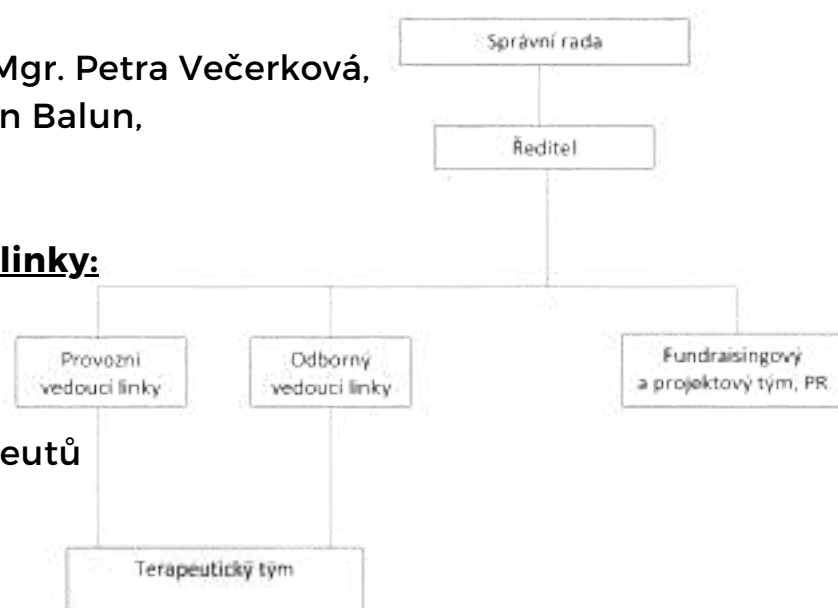 Mgr. Petra Večerková,
n Balun,
linky:
eutů
Správní rada
Ředitel
Provozní
vedoucí linky
Odborný
vedoucí linky
Fundraisingový
a projektový tým, PR
Terapeutický tým